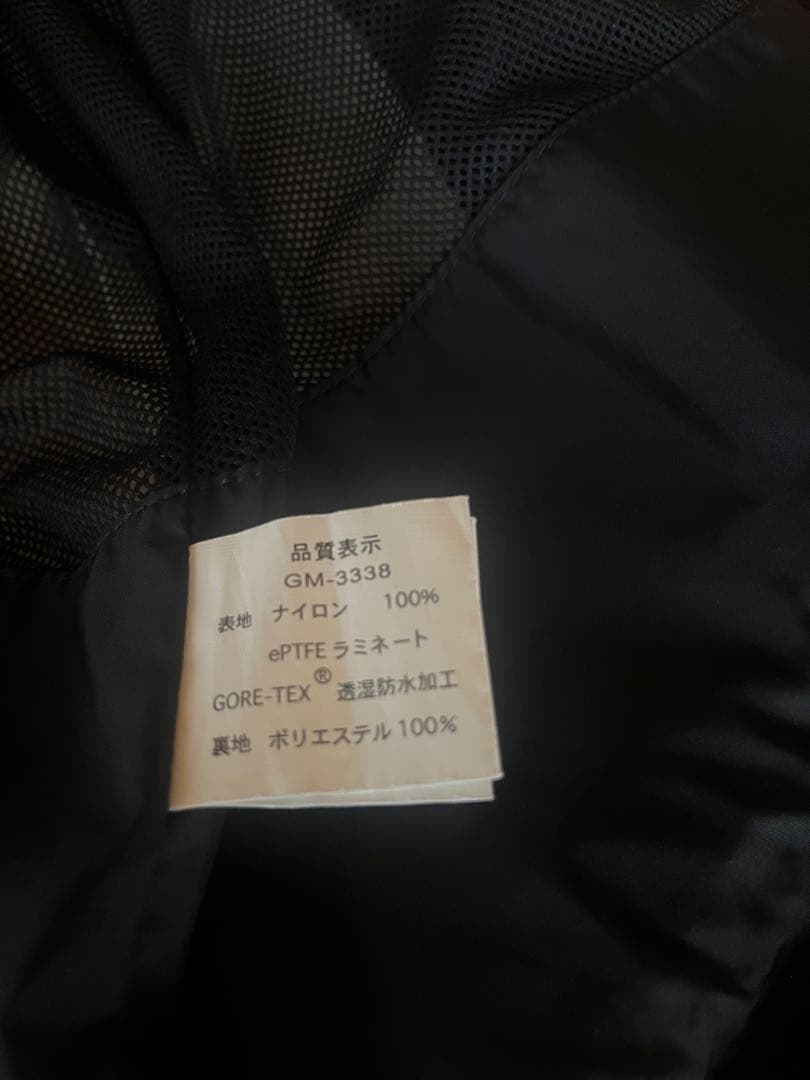 品質表示
GM-3338
表地 ナイロン 100%
ePTFE ラミネート
GORE-TEX® 透湿防水加工
裏地 ポリエステル 100%